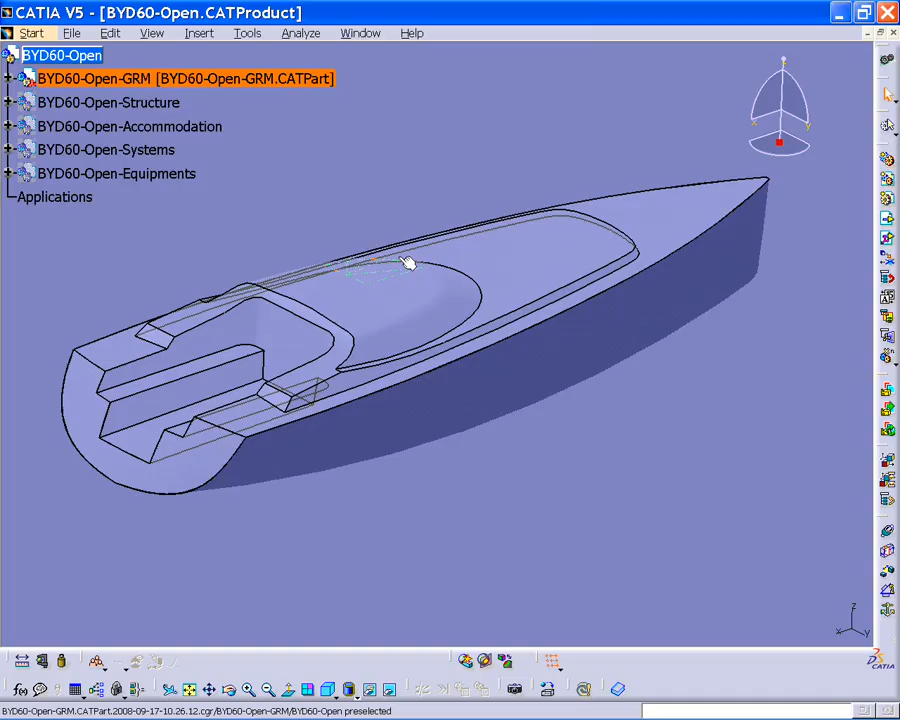 CATIA V5 - [BYD60-Open.CATProduct]
Start File Edit View Insert Tools Analyze Window Help
BYD60-Open
BYD60-Open-GRM [BYD60-Open-GRM.CATPart]
BYD60-Open-Structure
BYD60-Open-Accommodation
BYD60-Open-Systems
BYD60-Open-Equipments
Applications
x y
z
x y
CATIA
f(x)
BYD60-Open-GRM.CATPart.2008-09-17-10.26.12.cgr/BYD60-Open-GRM/BYD60-Open preselected